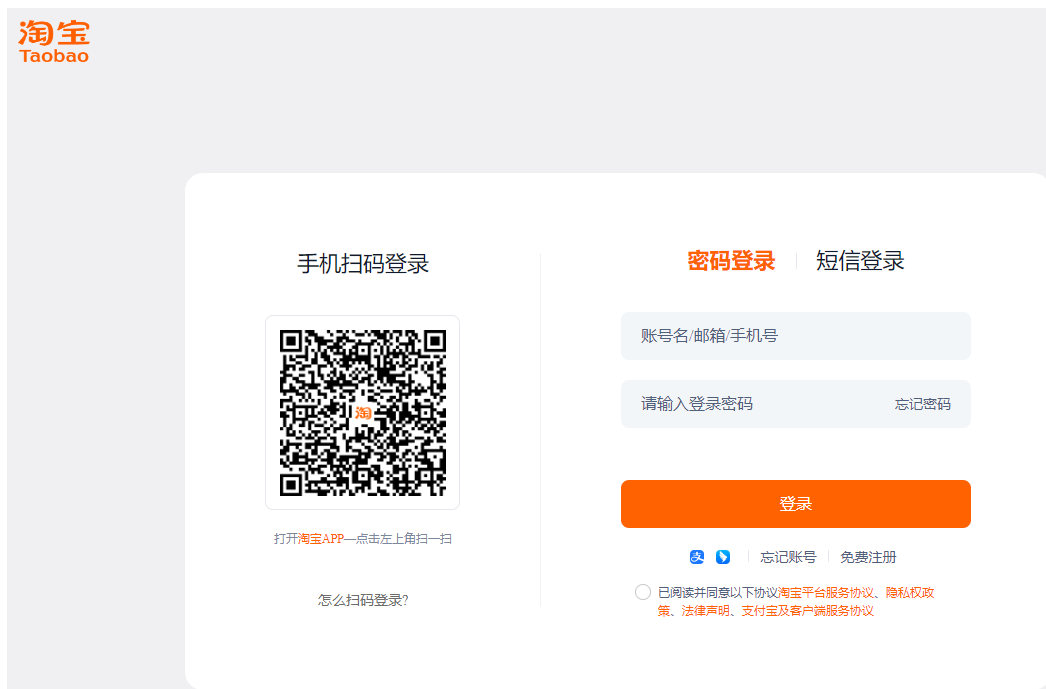 淘宝
Taobao
手机扫码登录
淘
打开淘宝APP—点击左上角扫一扫
怎么扫码登录?
密码登录
短信登录
账号名/邮箱/手机号
请输入登录密码
忘记密码
登录
支
忘记账号
免费注册
已阅读并同意以下协议淘宝平台服务协议、隐私权政
策、法律声明、支付宝及客户端服务协议